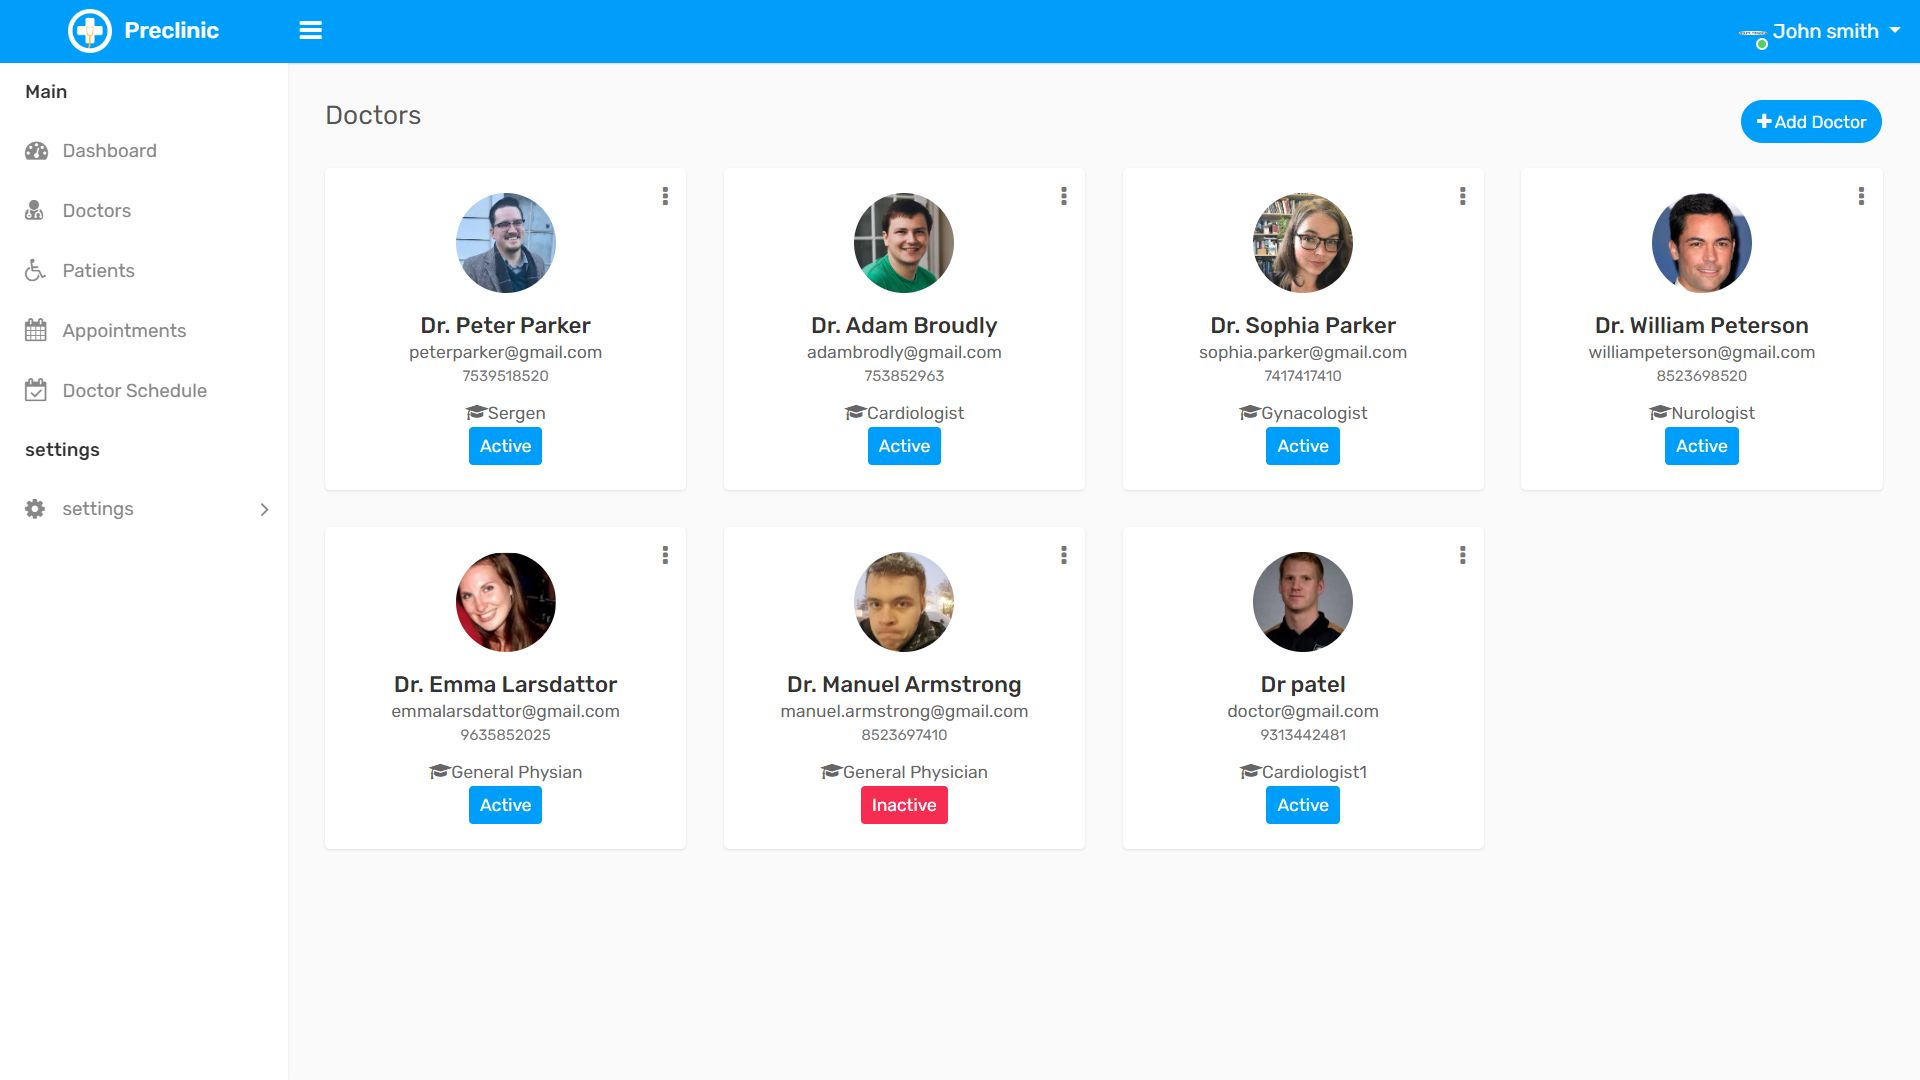 Preclinic
John smith
Main
Dashboard
Doctors
Patients
Appointments
Doctor Schedule
settings
settings
Doctors
Add Doctor
Dr. Peter Parker
peterparker@gmail.com
7539518520
Sergen
Active
Dr. Adam Broudly
adambrodly@gmail.com
753852963
Cardiologist
Active
Dr. Sophia Parker
sophia.parker@gmail.com
7417417410
Gynacologist
Active
Dr. William Peterson
williampeterson@gmail.com
8523698520
Nurologist
Active
Dr. Emma Larsdattor
emmalarsdattor@gmail.com
9635852025
General Physian
Active
Dr. Manuel Armstrong
manuel.armstrong@gmail.com
8523697410
General Physician
Inactive
Dr patel
doctor@gmail.com
9313442481
Cardiologist1
Active